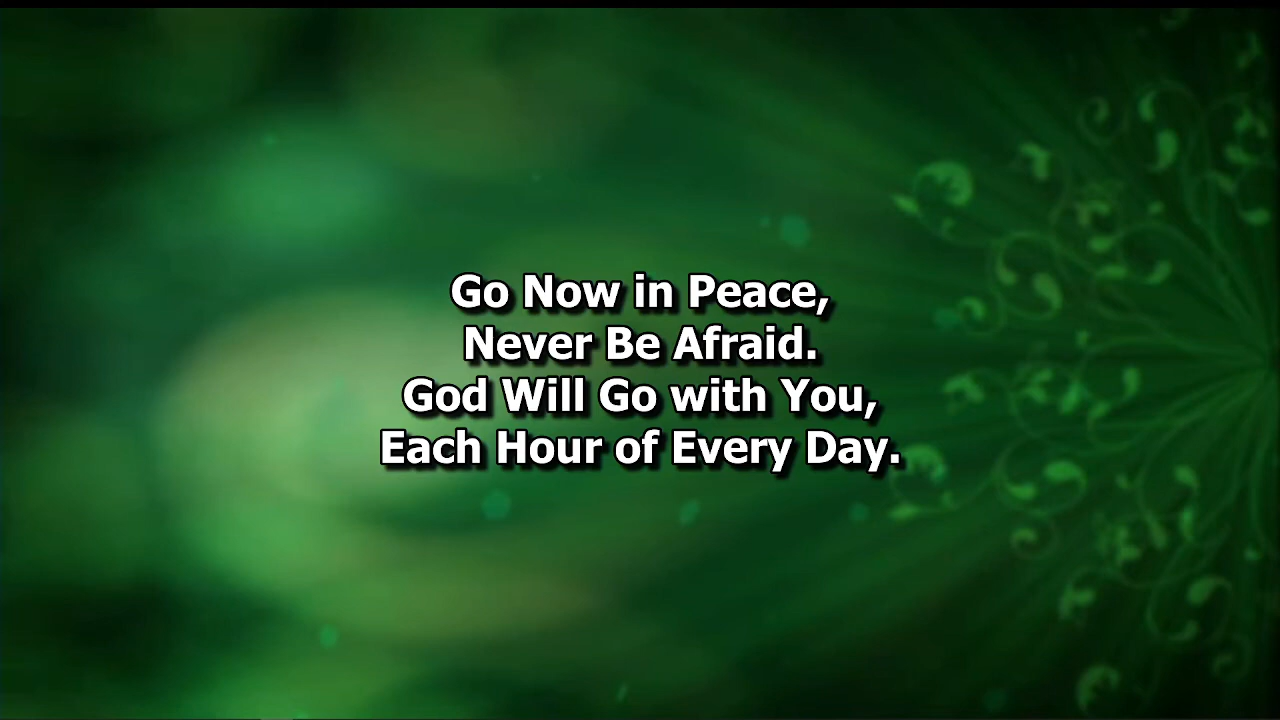 Go Now in Peace,
Never Be Afraid.
God Will Go with You,
Each Hour of Every Day.